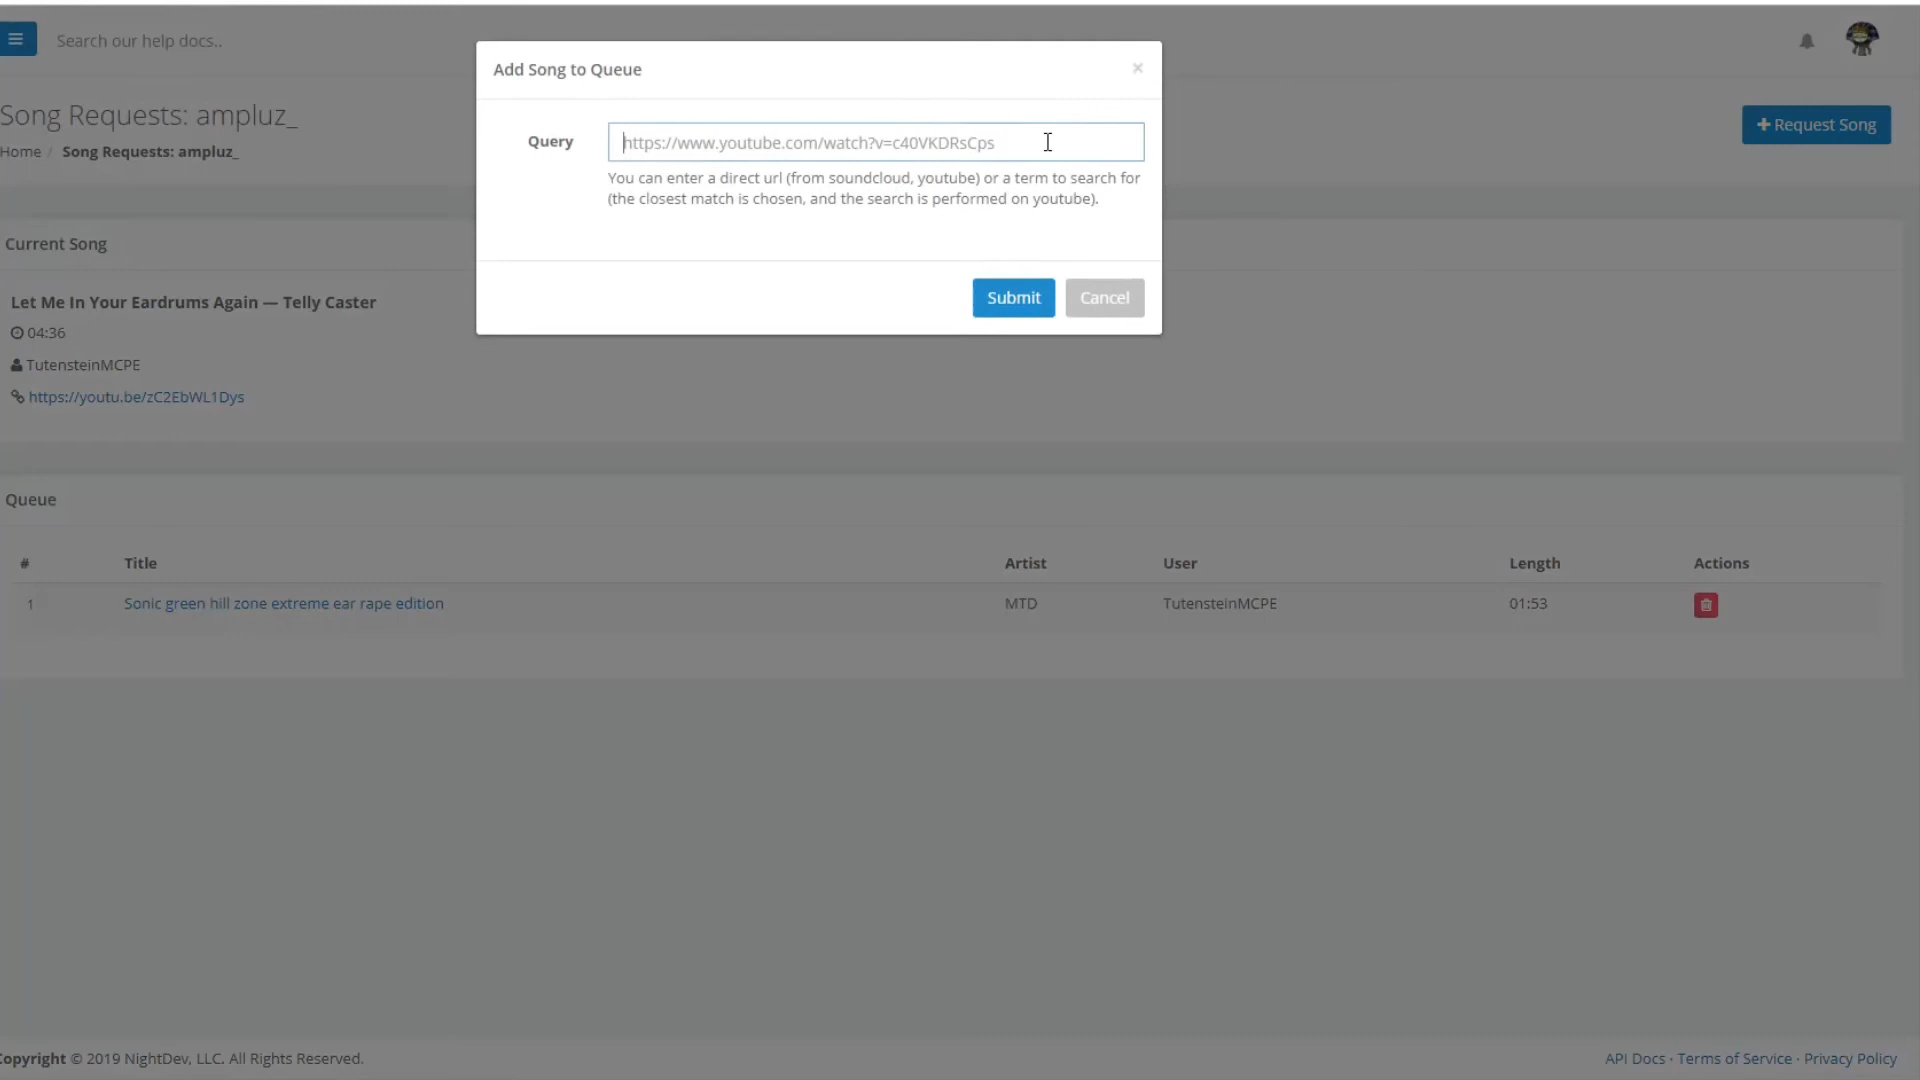 Search our help docs..
Add Song to Queue
×
Song Requests: ampluz_
Home / Song Requests: ampluz_
+ Request Song
Query
https://www.youtube.com/watch?v=c40VKDRsCps
You can enter a direct url (from soundcloud, youtube) or a term to search for
(the closest match is chosen, and the search is performed on youtube).
Submit
Cancel
Current Song
Let Me In Your Eardrums Again — Telly Caster
04:36
TutensteinMCPE
https://youtu.be/zC2EbWL1Dys
Queue
# Title Artist User Length Actions
1 Sonic green hill zone extreme ear rape edition MTD TutensteinMCPE 01:53
Copyright © 2019 NightDev, LLC. All Rights Reserved.
API Docs · Terms of Service · Privacy Policy